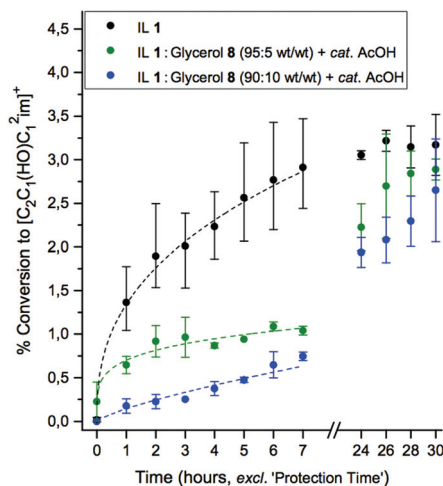 IL 1
IL 1:Glycerol 8 (95:5 wt/wt) + cat. AcOH
IL 1:Glycerol 8 (90:10 wt/wt) + cat. AcOH
% Conversion to [C2C1(HO)C1²im]⁺
4,5
4,0
3,5
3,0
2,5
2,0
1,5
1,0
0,5
0,0
0 1 2 3 4 5 6 7 24 26 28 30
Time (hours, excl. 'Protection Time')